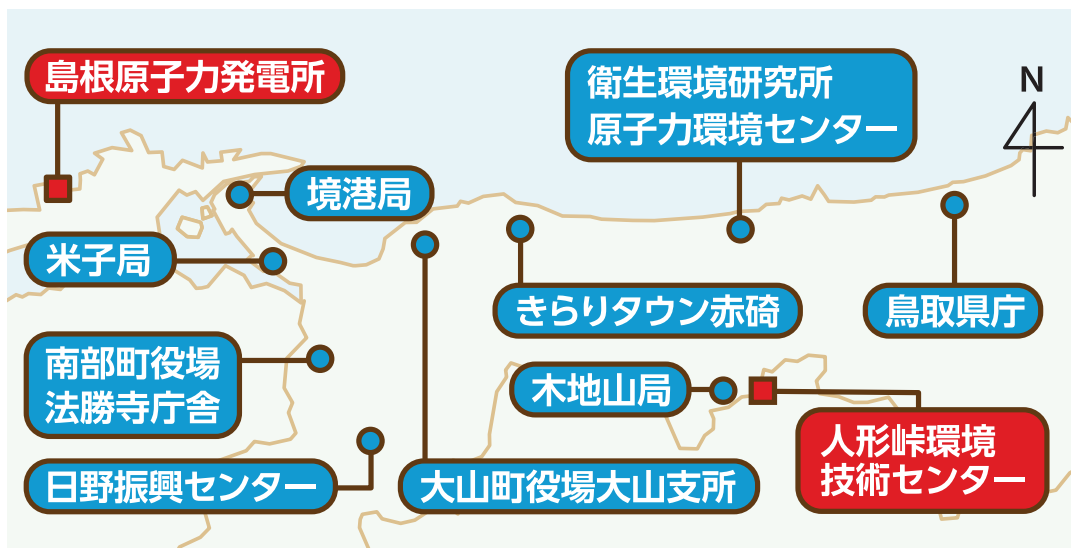 島根原子力発電所
衛生環境研究所
原子力環境センター
N
境港局
米子局
きらりタウン赤碕
鳥取県庁
南部町役場
法勝寺庁舎
木地山局
人形峠環境
技術センター
日野振興センター
大山町役場大山支所